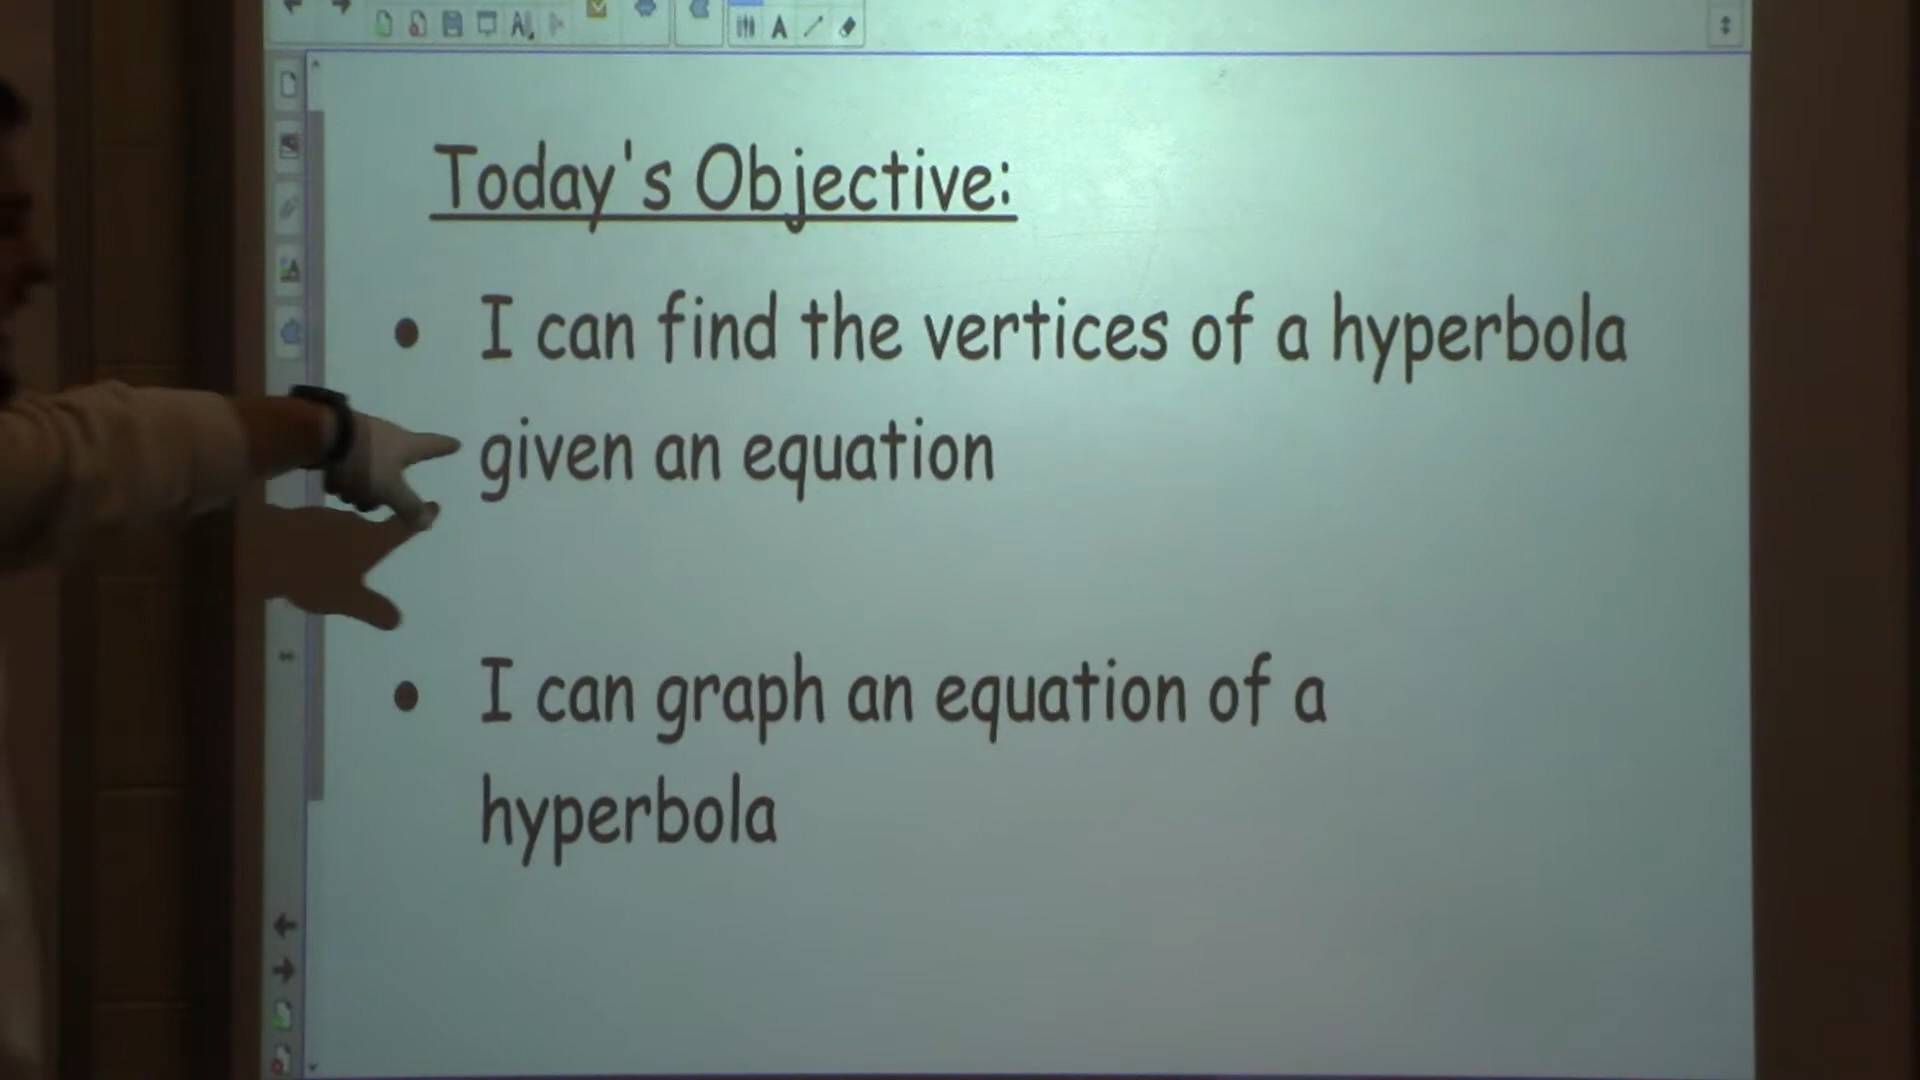 Today's Objective:
• I can find the vertices of a hyperbola
given an equation
• I can graph an equation of a
hyperbola